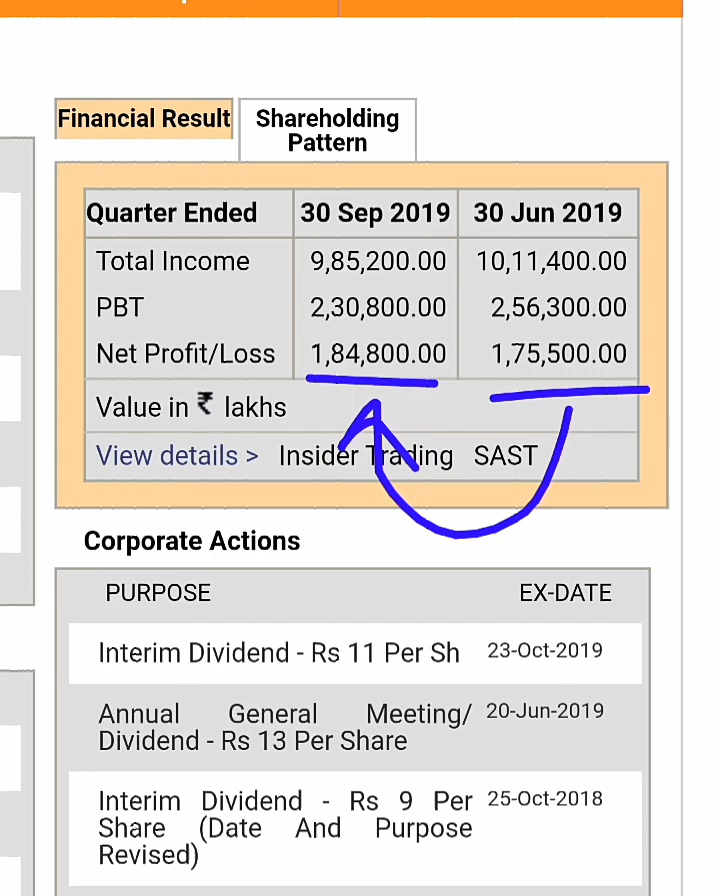 Financial Result
Shareholding
Pattern
Quarter Ended 30 Sep 2019 30 Jun 2019
Total Income 9,85,200.00 10,11,400.00
PBT 2,30,800.00 2,56,300.00
Net Profit/Loss 1,84,800.00 1,75,500.00
Value in ₹ lakhs
View details > Insider Trading SAST
Corporate Actions
PURPOSE EX-DATE
Interim Dividend - Rs 11 Per Sh 23-Oct-2019
Annual General Meeting/ 20-Jun-2019
Dividend - Rs 13 Per Share
Interim Dividend - Rs 9 Per 25-Oct-2018
Share (Date And Purpose
Revised)